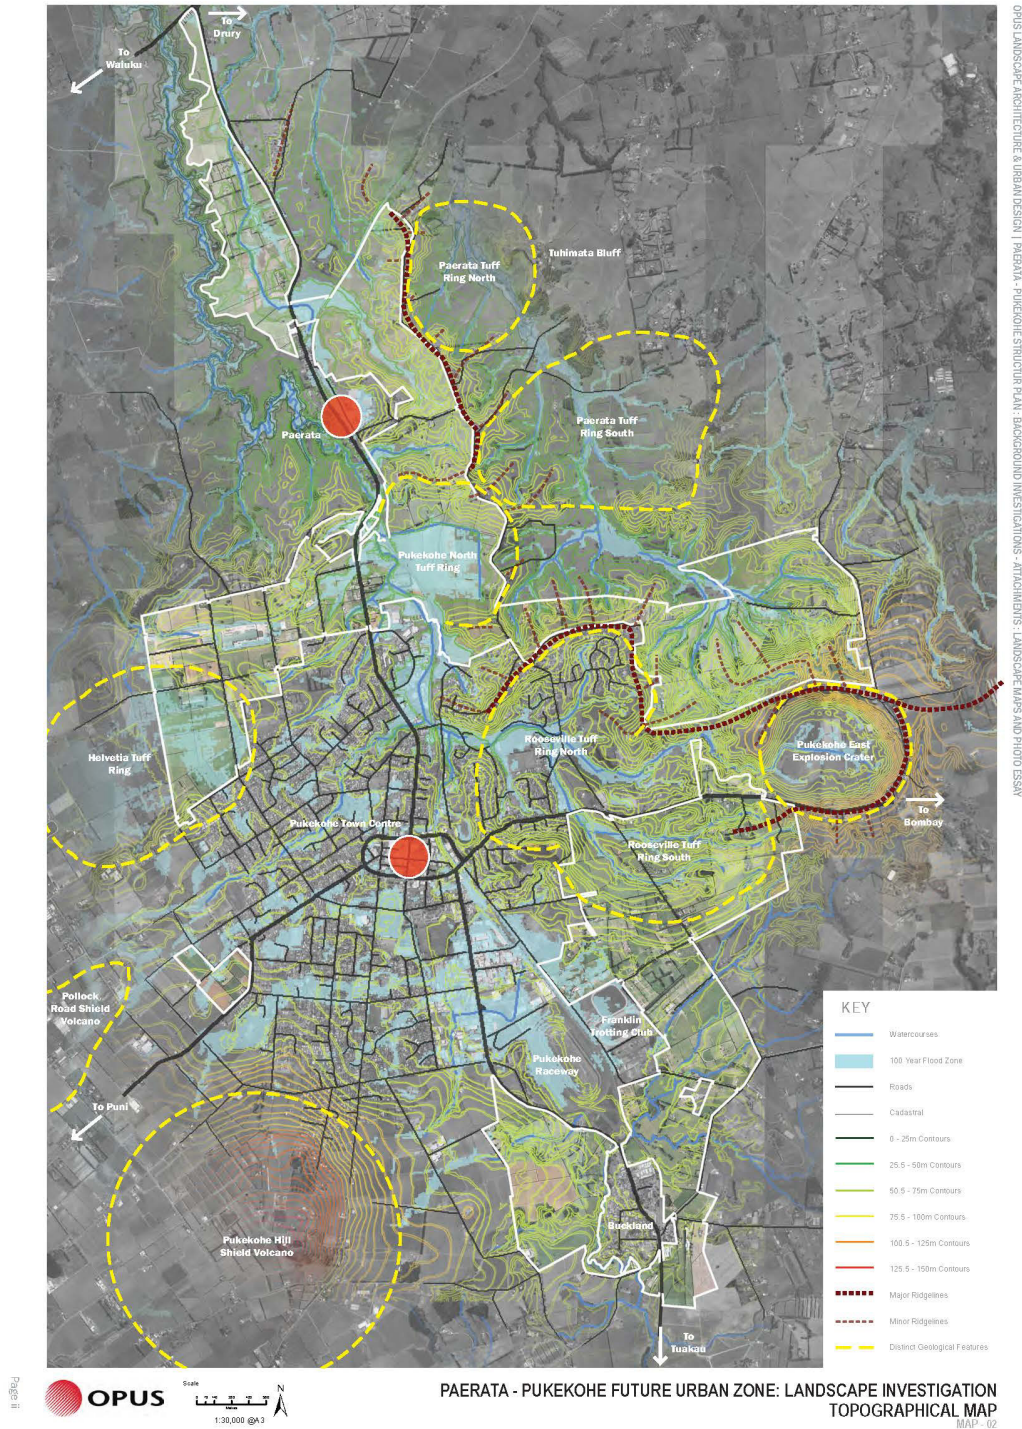 To
Drury
To
Waiuku
Tuhimata Bluff
Paerata Tuff
Ring North
Paerata Tuff
Ring South
Paerata
Pukekohe North
Tuff Ring
Helvetia Tuff
Ring
Rooseville Tuff
Ring North
Pukekohe East
Explosion Crater
To
Bombay
Pukekohe Town Centre
Rooseville Tuff
Ring South
Pollock
Road Shield
Volcano
Franklin
Trotting Club
Pukekohe
Raceway
To Puni
Pukekohe Hill
Shield Volcano
Buckland
To
Tuakau
KEY
Watercourses
100 Year Flood Zone
Roads
Cadastral
0 - 25m Contours
25.5 - 50m Contours
50.5 - 75m Contours
75.5 - 100m Contours
100.5 - 125m Contours
125.5 - 150m Contours
Major Ridgelines
Minor Ridgelines
Distinct Geological Features
OPUS LANDSCAPE ARCHITECTURE & URBAN DESIGN | PAERATA - PUKEKOHE STRUCTUR PLAN : BACKGROUND INVESTIGATIONS - ATTACHMENTS : LANDSCAPE MAPS AND PHOTO ESSAY
Page ii
OPUS
Scale
N
1:30,000 @A3
PAERATA - PUKEKOHE FUTURE URBAN ZONE: LANDSCAPE INVESTIGATION
TOPOGRAPHICAL MAP
MAP - 02